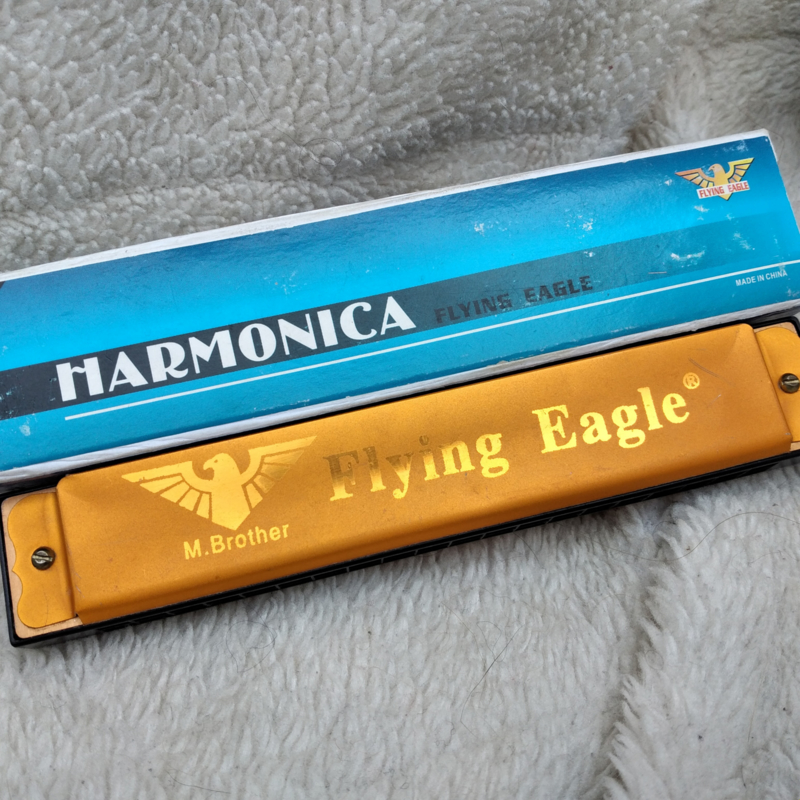 FLYING EAGLE
HARMONICA FLYING EAGLE
MADE IN CHINA
Flying Eagle®
M.Brother